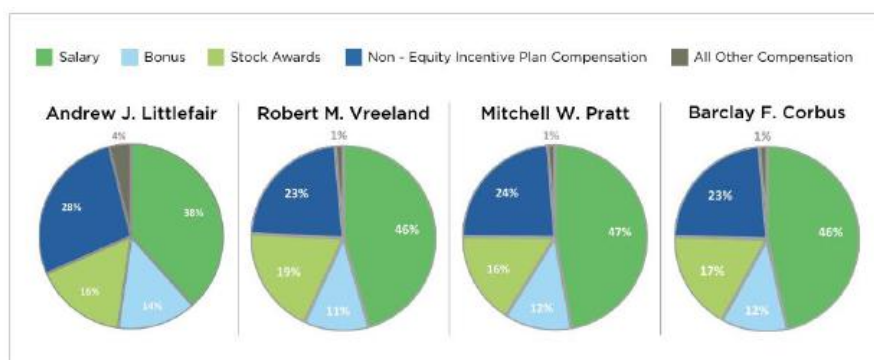 Salary Bonus Stock Awards Non - Equity Incentive Plan Compensation All Other Compensation
Andrew J. Littlefair Robert M. Vreeland Mitchell W. Pratt Barclay F. Corbus
4% 1% 1% 1%
28% 38% 23% 46% 24% 47% 23% 46%
16% 14% 19% 11% 16% 12% 17% 12%